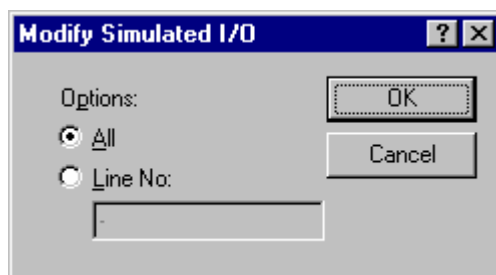 Modify Simulated I/O
? X
Options:
OK
All
Cancel
Line No:
-